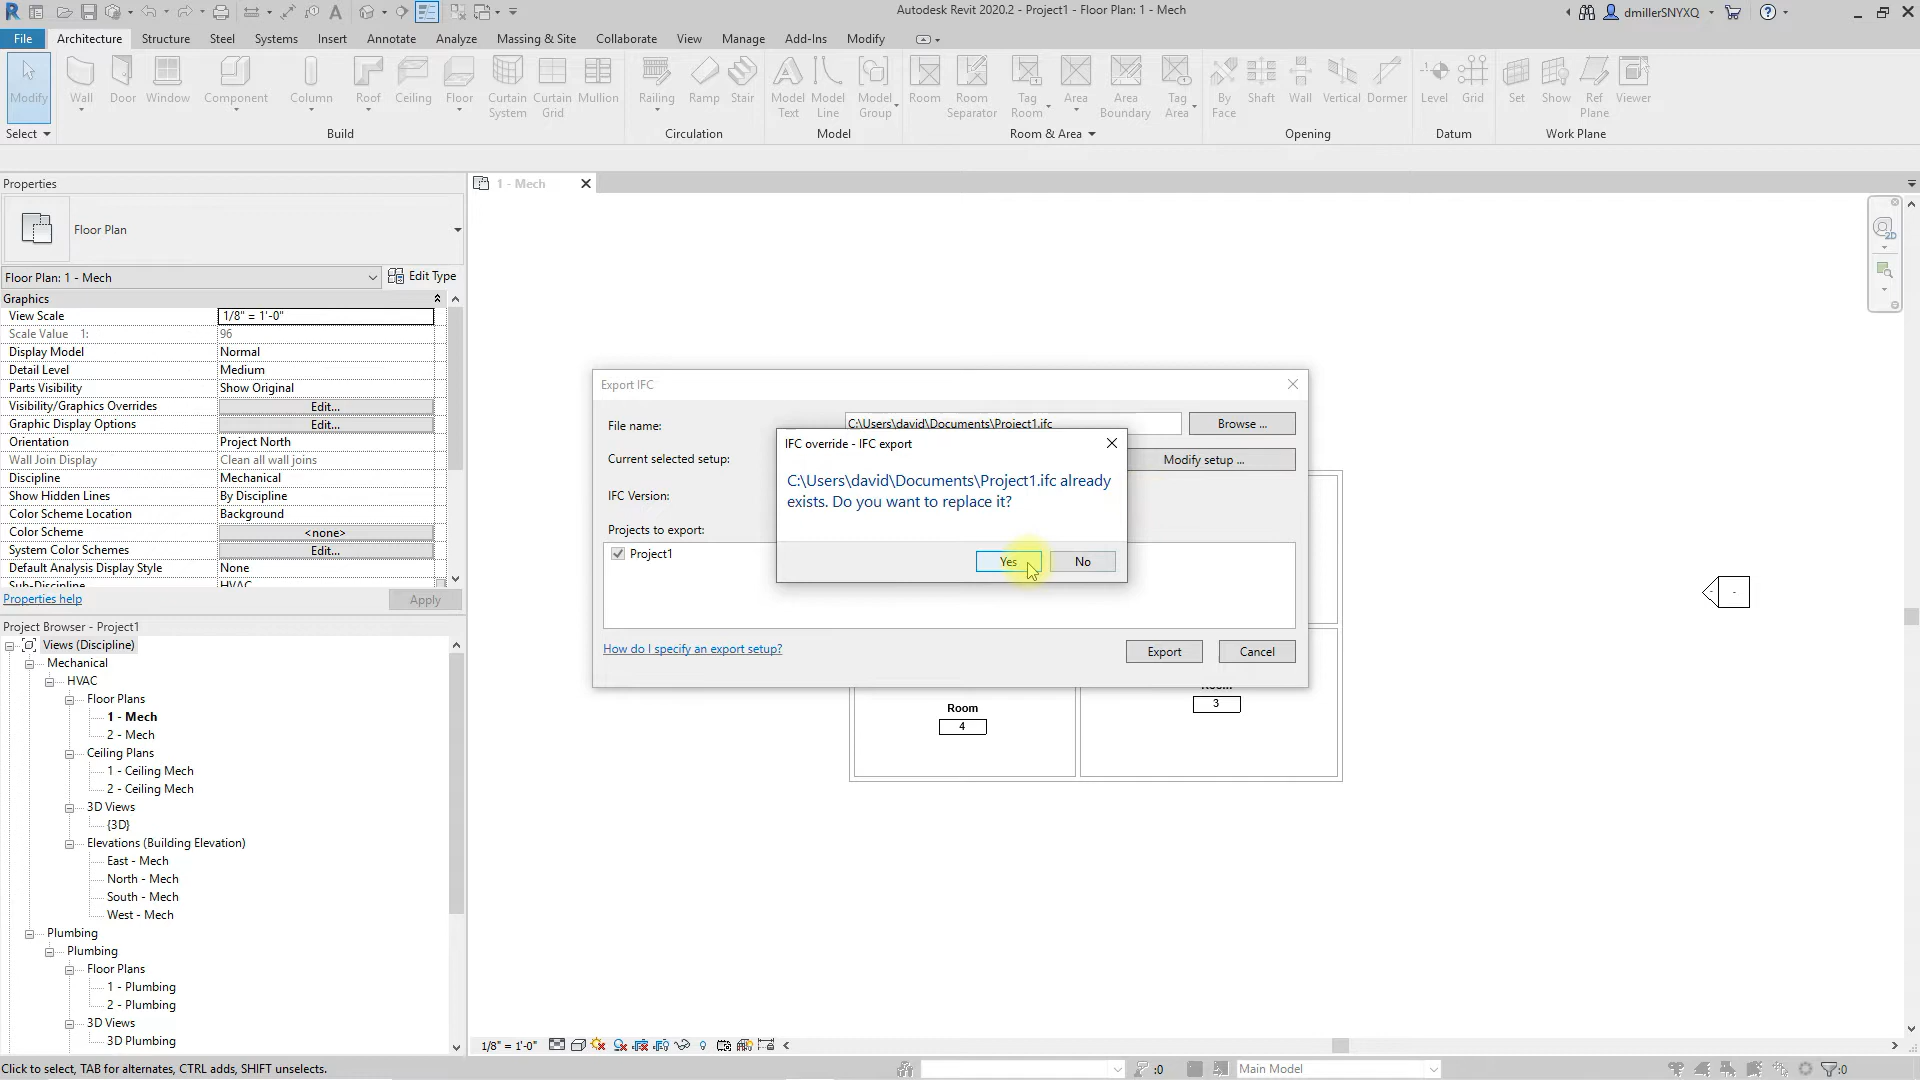 Autodesk Revit 2020.2 - Project1 - Floor Plan: 1 - Mech
dmillerSNYXQ
File
Architecture
Structure
Steel
Systems
Insert
Annotate
Analyze
Massing & Site
Collaborate
View
Manage
Add-Ins
Modify
Modify
Wall
Door
Window
Component
Column
Roof
Ceiling
Floor
Curtain
System
Curtain
Grid
Mullion
Railing
Ramp
Stair
Model
Text
Model
Line
Model
Group
Room
Room
Separator
Tag
Room
Area
Area
Boundary
Tag
Area
By
Face
Shaft
Wall
Vertical
Dormer
Level
Grid
Set
Show
Ref
Plane
Viewer
Select
Build
Circulation
Model
Room & Area
Opening
Datum
Work Plane
Properties
Floor Plan
Floor Plan: 1 - Mech
Edit Type
Graphics
View Scale 1/8" = 1'-0"
Scale Value 1: 96
Display Model Normal
Detail Level Medium
Parts Visibility Show Original
Visibility/Graphics Overrides Edit...
Graphic Display Options Edit...
Orientation Project North
Wall Join Display Clean all wall joins
Discipline Mechanical
Show Hidden Lines By Discipline
Color Scheme Location Background
Color Scheme <none>
System Color Schemes Edit...
Default Analysis Display Style None
Sub-Discipline HVAC
Properties help
Apply
Project Browser - Project1
Views (Discipline)
Mechanical
HVAC
Floor Plans
1 - Mech
2 - Mech
Ceiling Plans
1 - Ceiling Mech
2 - Ceiling Mech
3D Views
{3D}
Elevations (Building Elevation)
East - Mech
North - Mech
South - Mech
West - Mech
Plumbing
Plumbing
Floor Plans
1 - Plumbing
2 - Plumbing
3D Views
3D Plumbing
1 - Mech
2D
Export IFC
File name:
C:\Users\david\Documents\Project1.ifc
Browse ...
Current selected setup:
Modify setup ...
IFC Version:
Projects to export:
Project1
How do I specify an export setup?
Export
Cancel
IFC override - IFC export
C:\Users\david\Documents\Project1.ifc already
exists. Do you want to replace it?
Yes
No
Room
4
Room
3
1/8" = 1'-0"
Click to select, TAB for alternates, CTRL adds, SHIFT unselects.
:0
Main Model
:0